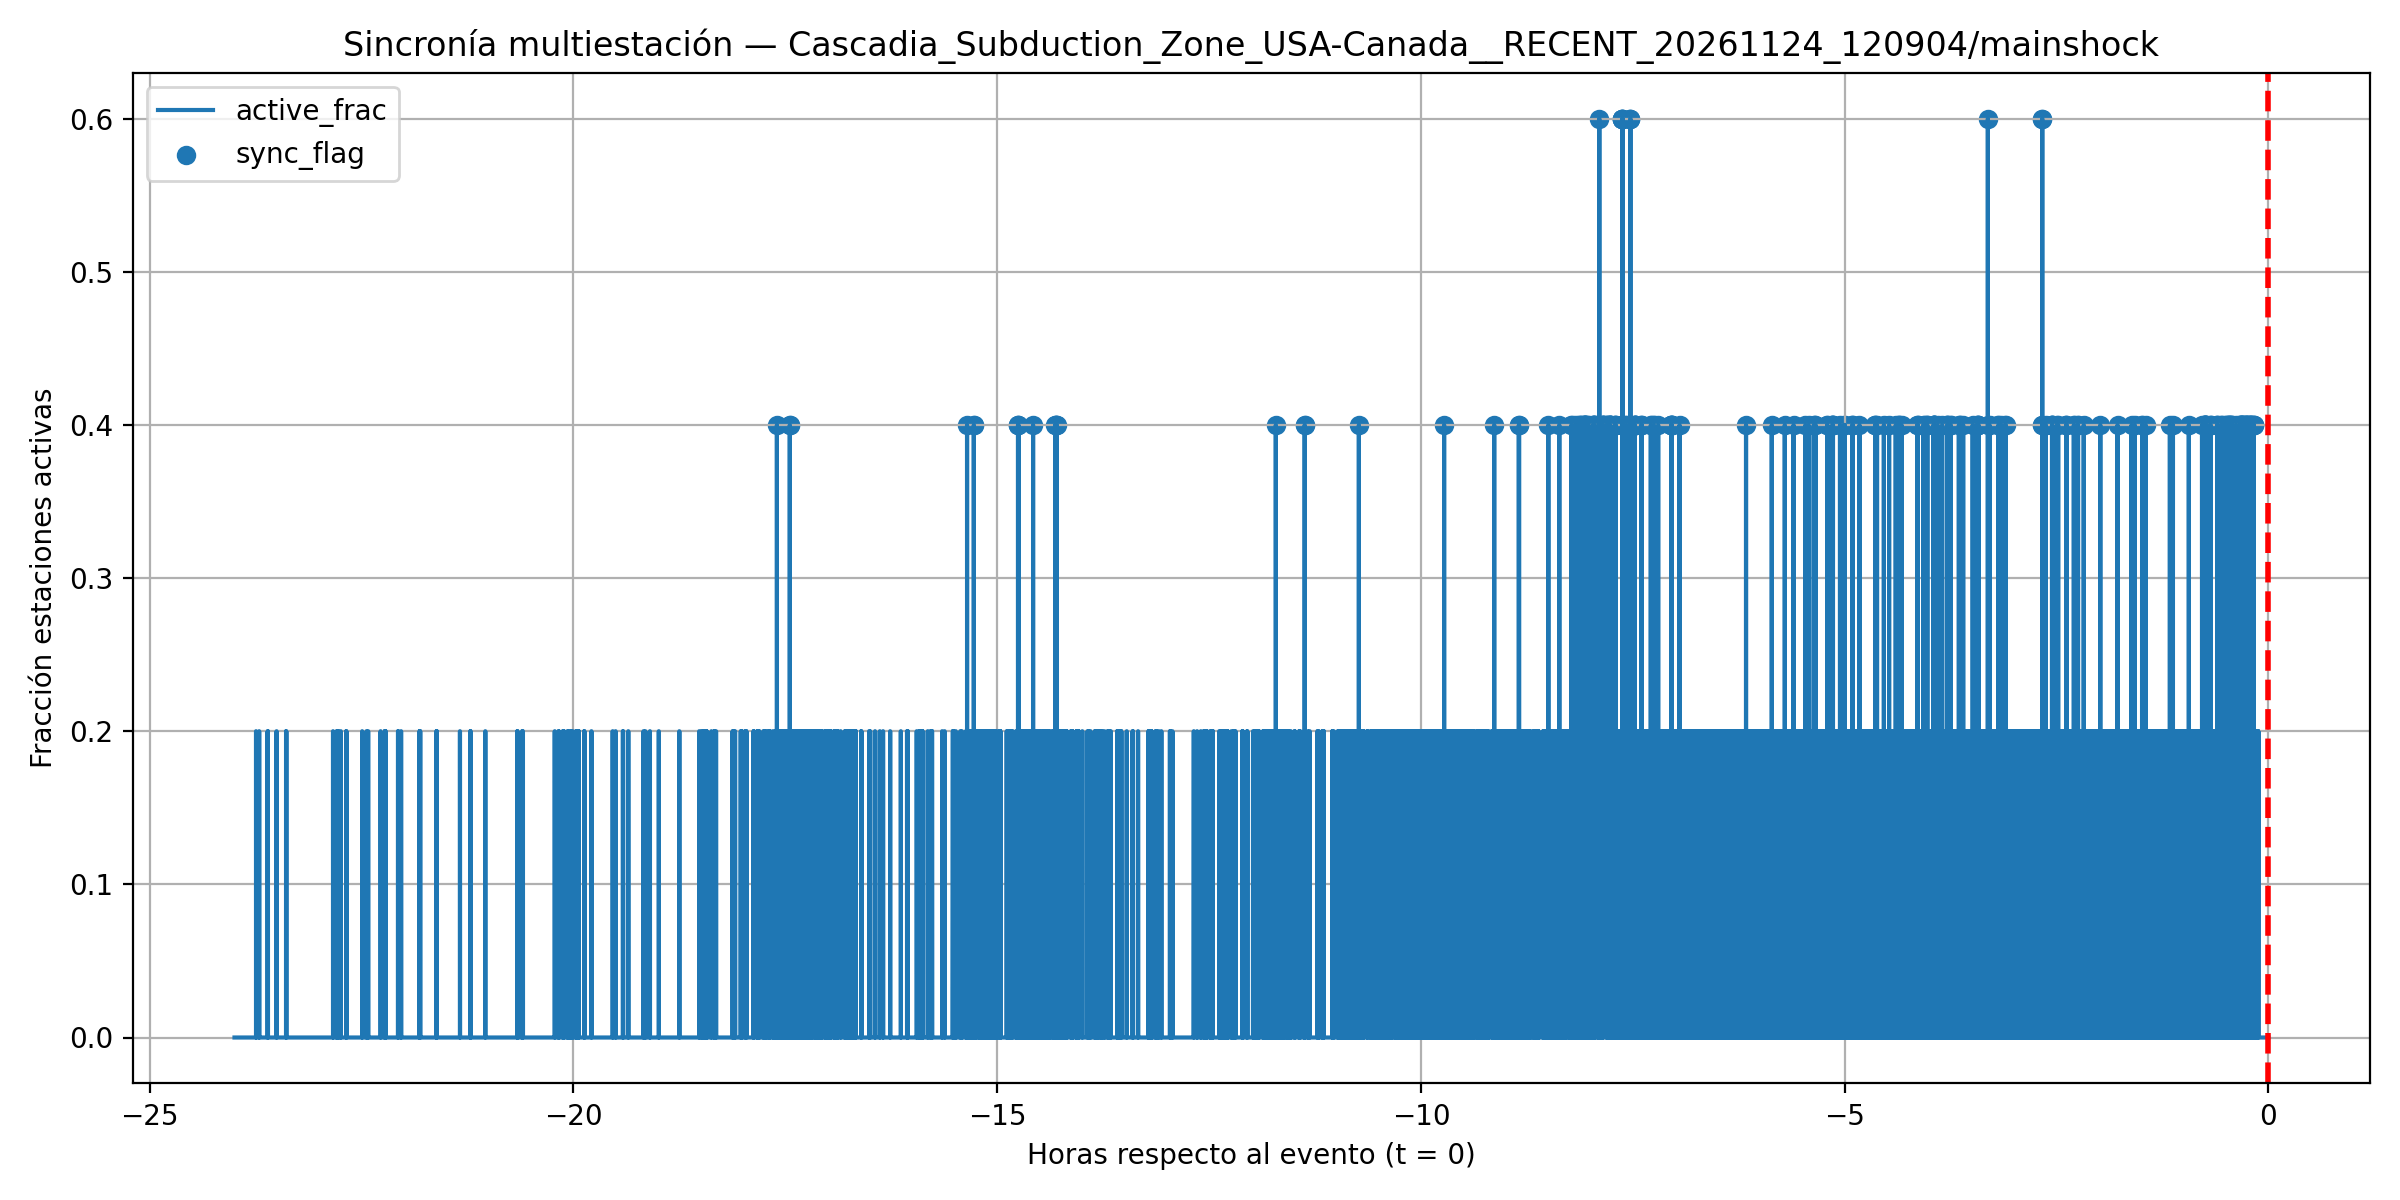 Sincronía multiestación — Cascadia_Subduction_Zone_USA-Canada__RECENT_20261124_120904/mainshock
active_frac
sync_flag
Fracción estaciones activas
0.6
0.5
0.4
0.3
0.2
0.1
0.0
−25
−20
−15
−10
−5
0
Horas respecto al evento (t = 0)